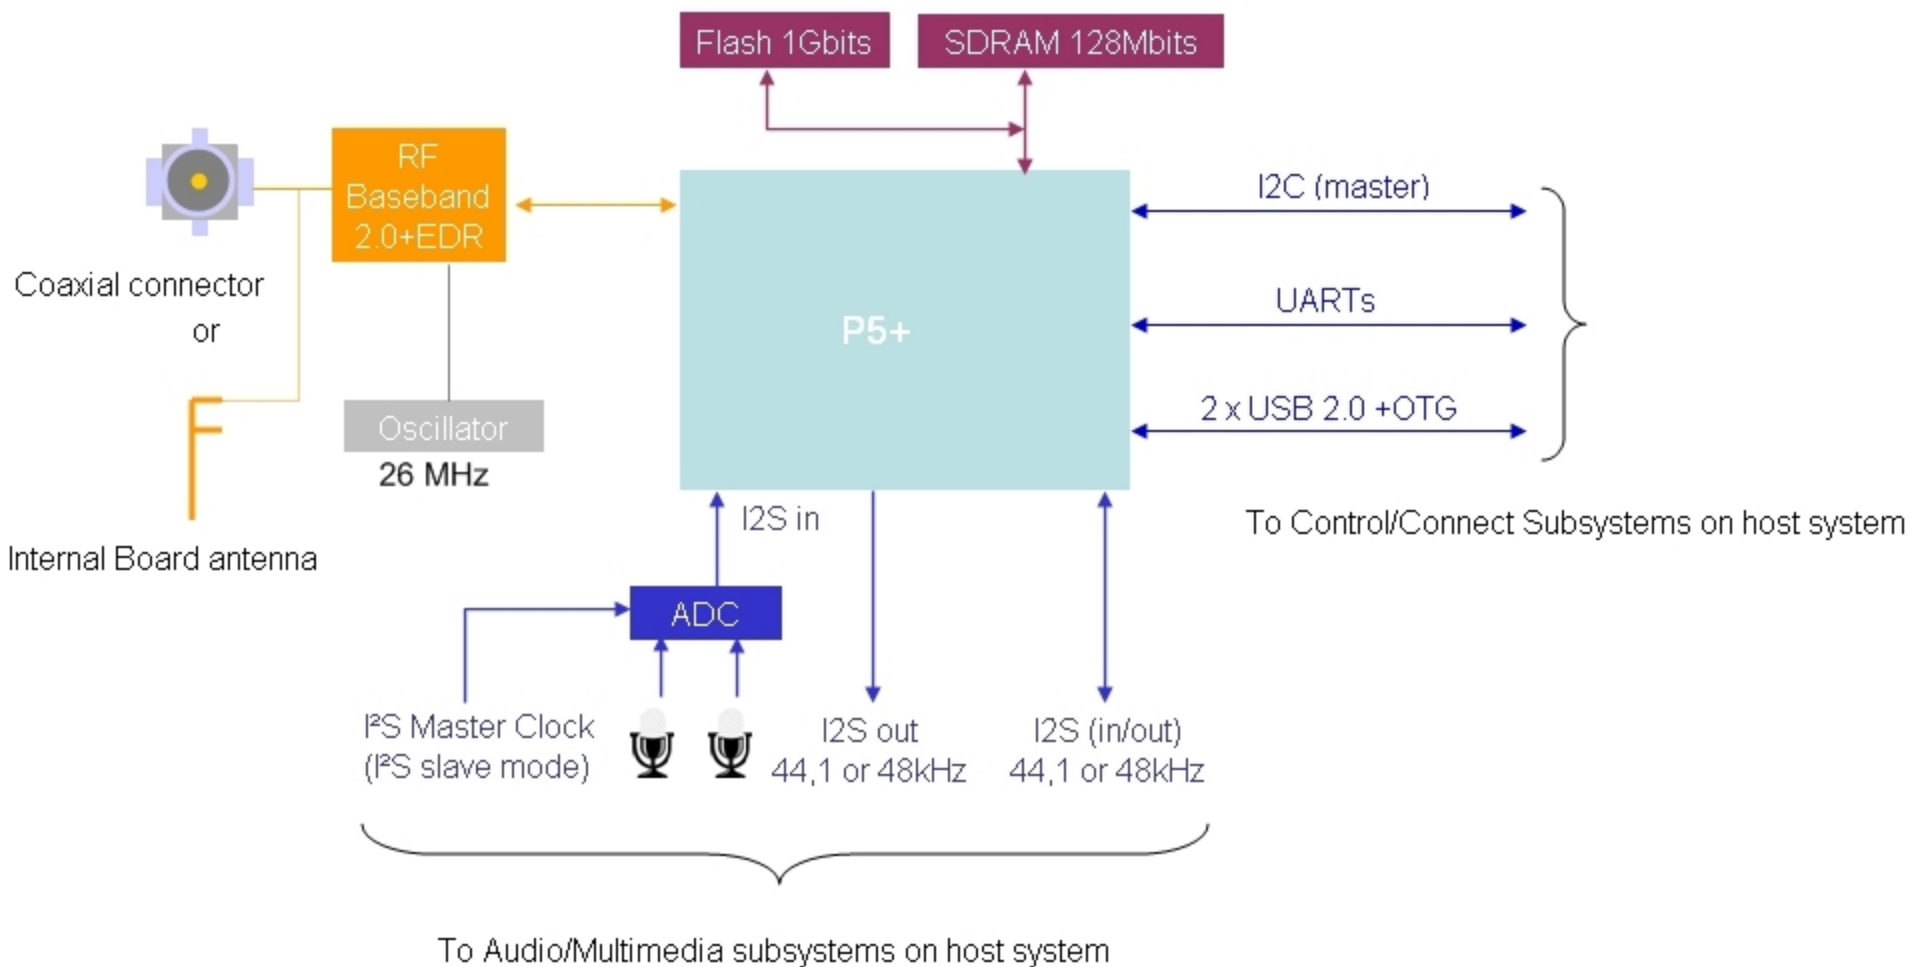 Flash 1Gbits
SDRAM 128Mbits
RF
Baseband
2.0+EDR
Coaxial connector
or
Internal Board antenna
Oscillator
26 MHz
P5+
I2C (master)
UARTs
2 x USB 2.0 +OTG
To Control/Connect Subsystems on host system
I2S in
ADC
I²S Master Clock
(I²S slave mode)
I2S out
44,1 or 48kHz
I2S (in/out)
44,1 or 48kHz
To Audio/Multimedia subsystems on host system